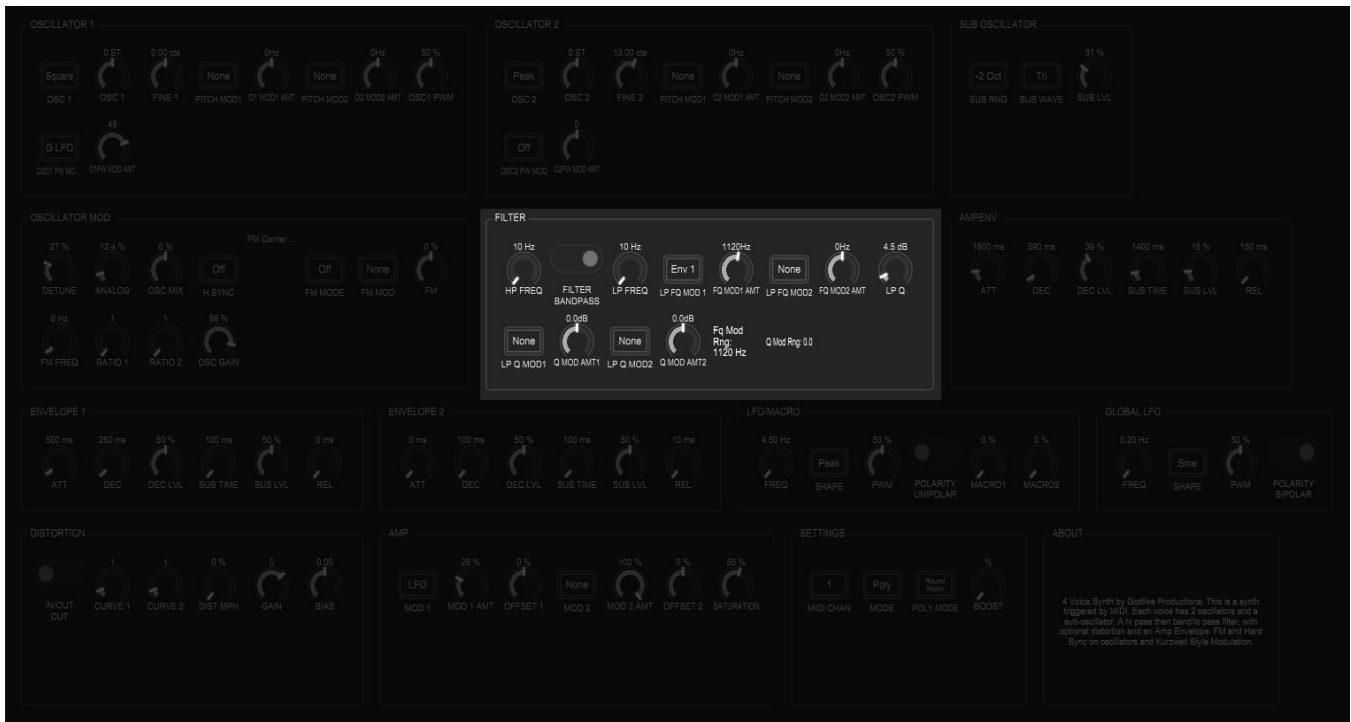 OSCILLATOR 1
0 ST 0.00 cts 0Hz 0Hz 50 %
Square None None
OSC 1 OSC 1 FINE 1 PITCH MOD1 O1 MOD1 AMT PITCH MOD2 O2 MOD2 AMT OSC1 PWM
49
G LFO
OSC1 PW MO... O1PW MOD AMT
OSCILLATOR 2
0 ST 13.00 cts 0Hz 0Hz 50 %
Peak None None
OSC 2 OSC 2 FINE 2 PITCH MOD1 O2 MOD1 AMT PITCH MOD2 O2 MOD2 AMT OSC2 PWM
0
Off
OSC2 PW MOD O2PW MOD AMT
SUB OSCILLATOR
31 %
-2 Oct Tri
SUB RNG SUB WAVE SUB LVL
OSCILLATOR MOD
FM Carrier ...
27 % 12.4 % 0 % 0 %
Off Off None
DETUNE ANALOG OSC MIX H.SYNC FM MODE FM MOD FM
0 Hz 1 1 86 %
FM FREQ RATIO 1 RATIO 2 OSC GAIN
FILTER
10 Hz 10 Hz 1120Hz 0Hz 4.5 dB
Env 1 None
HP FREQ FILTER BANDPASS LP FREQ LP FQ MOD 1 FQ MOD1 AMT LP FQ MOD2 FQ MOD2 AMT LP Q
0.0dB 0.0dB
None None
LP Q MOD1 Q MOD AMT1 LP Q MOD2 Q MOD AMT2
Fq Mod
Rng:
1120 Hz
Q Mod Rng: 0.0
AMPENV
1600 ms 590 ms 39 % 1400 ms 16 % 150 ms
ATT DEC DEC LVL SUS TIME SUS LVL REL
ENVELOPE 1
500 ms 250 ms 50 % 100 ms 50 % 0 ms
ATT DEC DEC LVL SUS TIME SUS LVL REL
ENVELOPE 2
0 ms 100 ms 50 % 100 ms 50 % 10 ms
ATT DEC DEC LVL SUS TIME SUS LVL REL
LFO/MACRO
4.50 Hz 50 % 0 % 0 %
Peak
FREQ SHAPE PWM POLARITY UNIPOLAR MACRO1 MACRO2
GLOBAL LFO
0.20 Hz 50 %
Sine
FREQ SHAPE PWM POLARITY BIPOLAR
DISTORTION
1 1 0 % 0 0.00
IN/OUT OUT CURVE 1 CURVE 2 DIST MPH GAIN BIAS
AMP
28 % 0 % 100 % 0 % 55 %
LFO None
MOD 1 MOD 1 AMT OFFSET 1 MOD 2 MOD 2 AMT OFFSET 2 SATURATION
SETTINGS
%
1 Poly Round Robin
MIDI CHAN MODE POLY MODE BOOST
ABOUT
4 Voice Synth by Godlike Productions. This is a synth
triggered by MIDI. Each voice has 2 oscillators and a
sub-oscillator. A hi pass then band/lo pass filter, with
optional distortion and an Amp Envelope. FM and Hard
Sync on oscillators and Kurzweil Style Modulation.